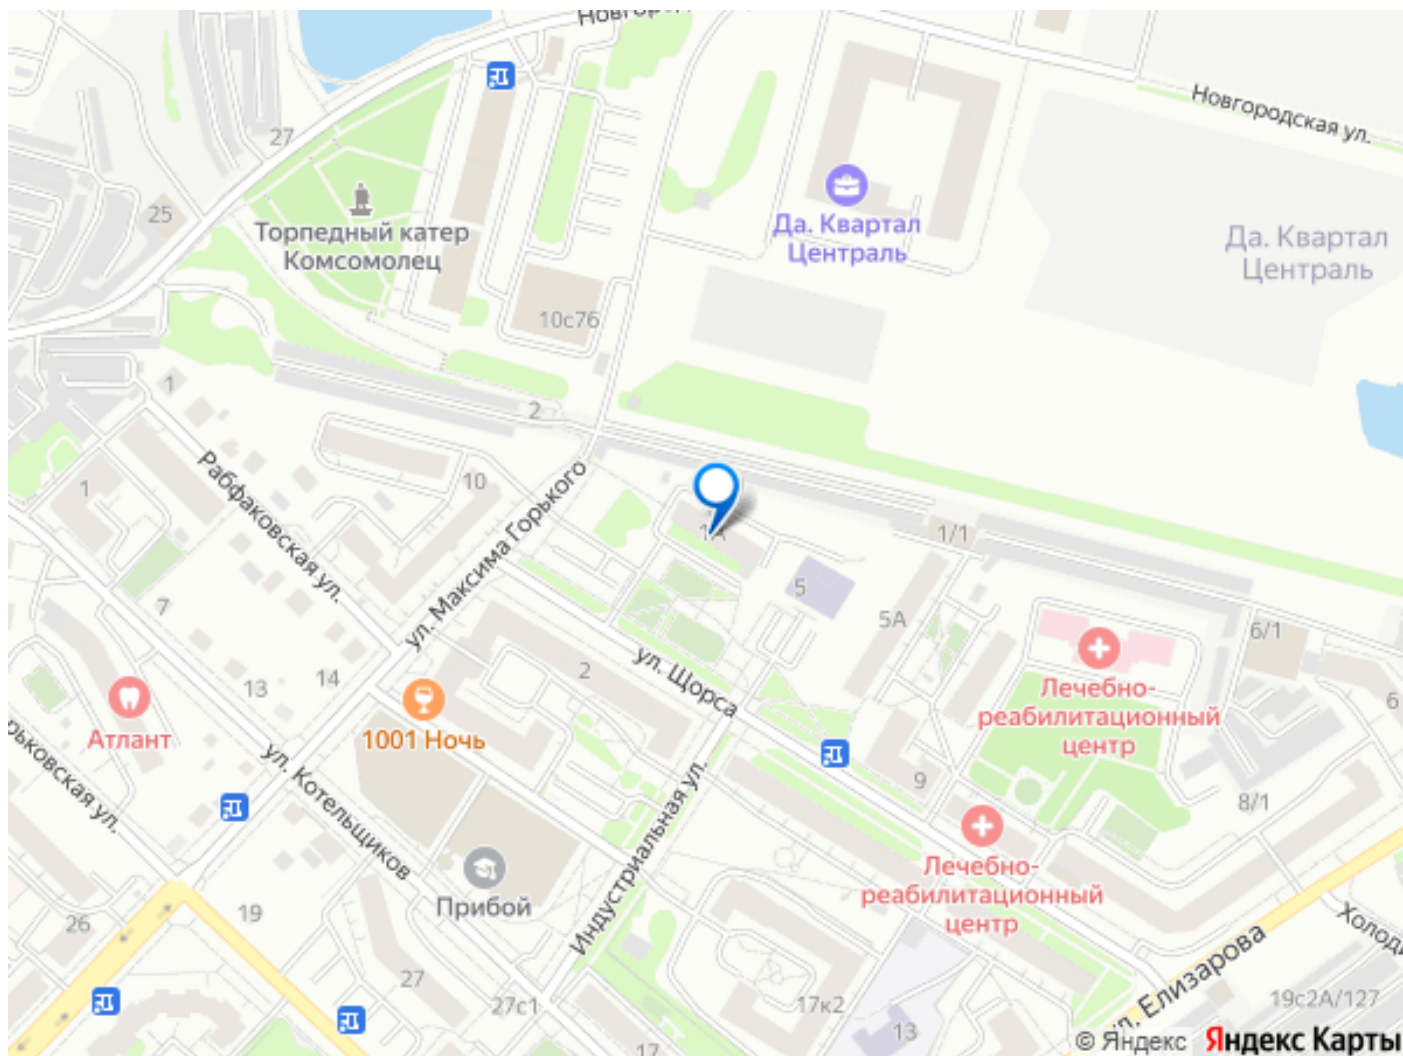 Новгородская ул.
27
25
Торпедный катер
Комсомолец
Да. Квартал
Централь
Да. Квартал
Централь
10с76
1
2
Рабфаковская ул.
10
1
ул. Максима Горького
1А
1/1
5
5А
6/1
7
ул. Щорса
2
14
13
Лечебно-
реабилитационный
центр
6
Атлант
1001 Ночь
ул. Котельщиков
9
8/1
Индустриальная ул.
Прибой
Лечебно-
реабилитационный
центр
19
26
27
27с1
17к2
13
17
ул. Елизарова
19с2А/127
© Яндекс Яндекс Карты